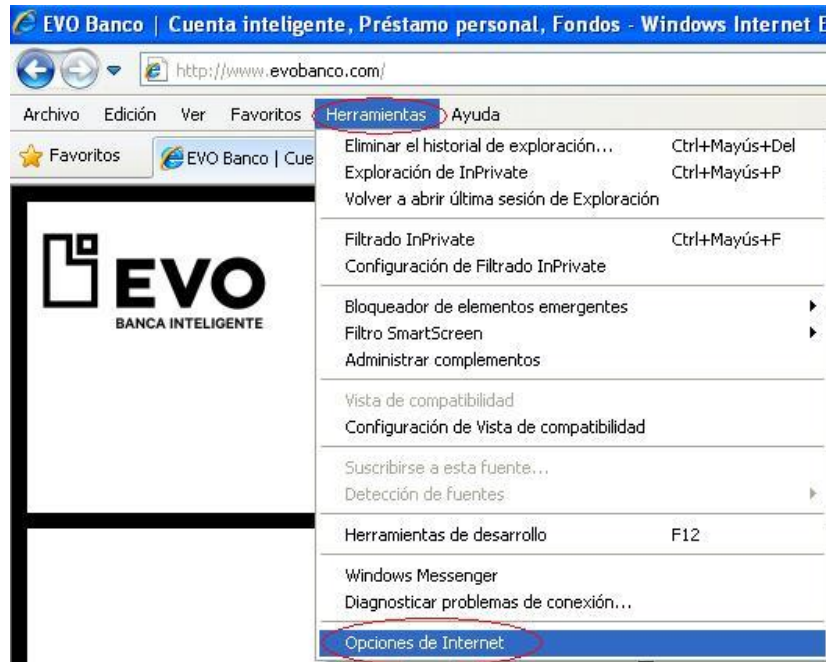 EVO Banco | Cuenta inteligente, Préstamo personal, Fondos - Windows Internet E
http://www.evobanco.com/
Archivo Edición Ver Favoritos Herramientas Ayuda
Favoritos EVO Banco | Cue
Eliminar el historial de exploración... Ctrl+Mayús+Del
Exploración de InPrivate Ctrl+Mayús+P
Volver a abrir última sesión de Exploración
Filtrado InPrivate Ctrl+Mayús+F
Configuración de Filtrado InPrivate
EVO
BANCA INTELIGENTE
Bloqueador de elementos emergentes
Filtro SmartScreen
Administrar complementos
Vista de compatibilidad
Configuración de Vista de compatibilidad
Suscribirse a esta fuente...
Detección de fuentes
Herramientas de desarrollo F12
Windows Messenger
Diagnosticar problemas de conexión...
Opciones de Internet